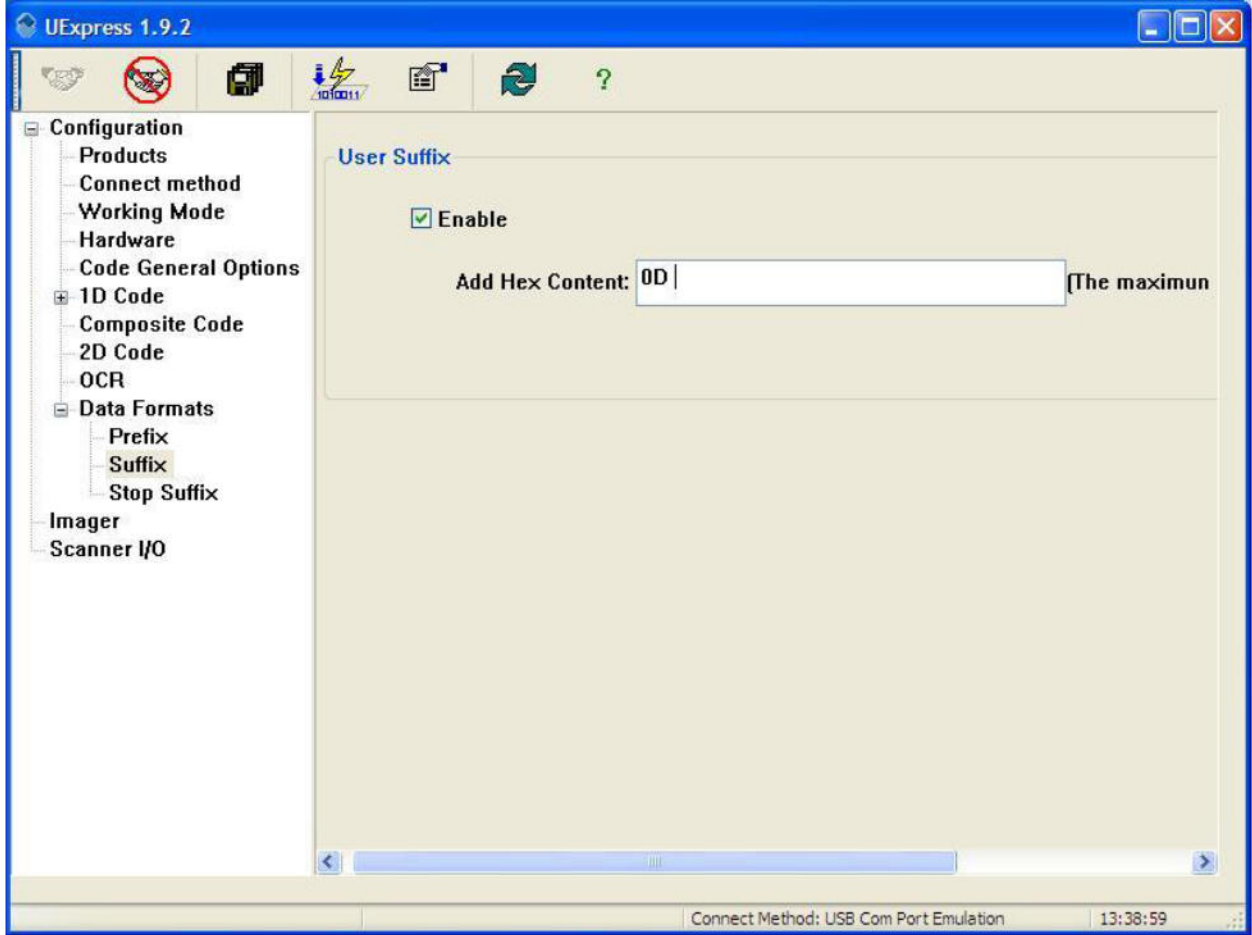 UExpress 1.9.2
1010011
?
Configuration
Products
Connect method
Working Mode
Hardware
Code General Options
1D Code
Composite Code
2D Code
OCR
Data Formats
Prefix
Suffix
Stop Suffix
Imager
Scanner I/O
User Suffix
Enable
Add Hex Content: 0D (The maximun
Connect Method: USB Com Port Emulation 13:38:59